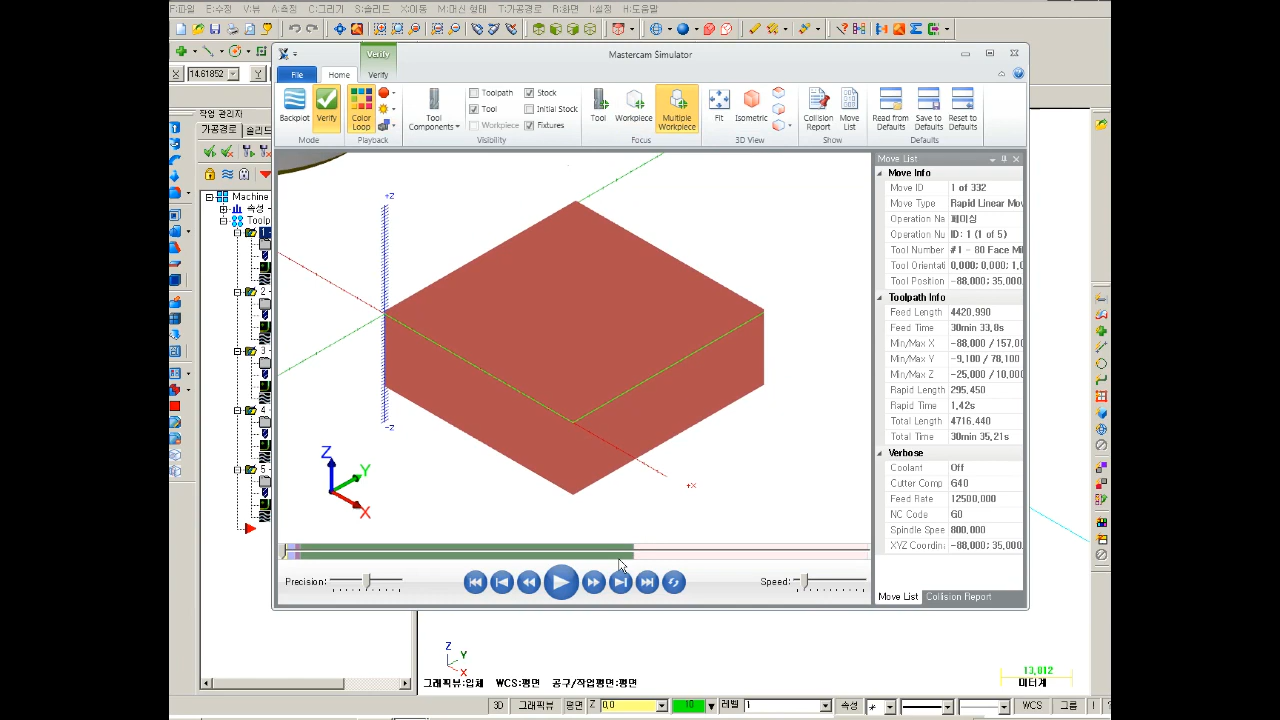 F:파일 E:수정 V:뷰 A:측정 C:그리기 S:솔리드 X:이동 M:머신 형태 T:가공경로 R:화면 I:설정 H:도움말
Verify
Mastercam Simulator
14.61852
File Home Verify
Toolpath Stock
Tool Initial Stock
Workpiece Fixtures
Backplot Verify Color Loop Tool Components Tool Workpiece Multiple Workpiece Fit Isometric Collision Report Move List Read from Defaults Save to Defaults Reset to Defaults
Mode Playback Visibility Focus 3D View Show Defaults
작업 관리자
가공경로 솔리드
Machine
속성
Toolp
1
2
3
4
5
+Z
-Z
+X
Z
Y
X
Move List
Move Info
Move ID 1 of 332
Move Type Rapid Linear Mov
Operation Na 페이싱
Operation Nu ID: 1 (1 of 5)
Tool Number #1 - 80 Face Mi
Tool Orientati 0,000; 0,000; 1,0
Tool Position -88,000; 35,000
Toolpath Info
Feed Length 4420,990
Feed Time 30min 33,8s
Min/Max X -88,000 / 157,00
Min/Max Y -9,100 / 78,100
Min/Max Z -25,000 / 10,000
Rapid Length 295,450
Rapid Time 1,42s
Total Length 4716,440
Total Time 30min 35,21s
Verbose
Coolant Off
Cutter Comp G40
Feed Rate 12500,000
NC Code G0
Spindle Spee 800,000
XYZ Coordin -88,000; 35,000
Precision: Speed:
Move List Collision Report
Z
Y
X
13,812
미터계
그래픽뷰:입체 WCS:평면 공구/작업평면:평면
3D 그래픽뷰 평면 Z 0,0 10 레벨 1 속성 WCS 그룹